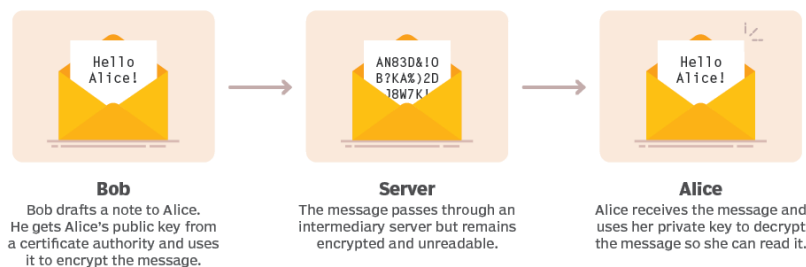 Hello
Alice!
AN83D&!O
B?KA%)2D
J8W7K!
Hello
Alice!
Bob
Bob drafts a note to Alice.
He gets Alice's public key from
a certificate authority and uses
it to encrypt the message.
Server
The message passes through an
intermediary server but remains
encrypted and unreadable.
Alice
Alice receives the message and
uses her private key to decrypt
the message so she can read it.